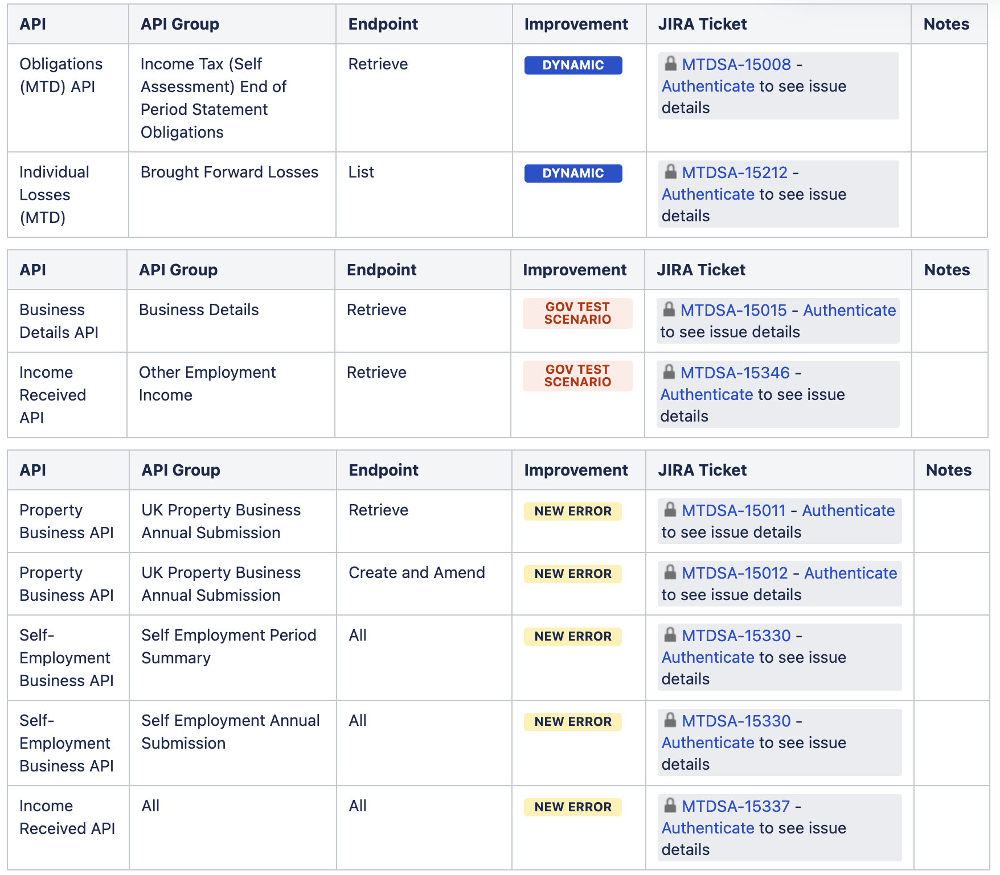 API API Group Endpoint Improvement JIRA Ticket Notes
Obligations (MTD) API Income Tax (Self Assessment) End of Period Statement Obligations Retrieve DYNAMIC MTDSA-15008 - Authenticate to see issue details
Individual Losses (MTD) Brought Forward Losses List DYNAMIC MTDSA-15212 - Authenticate to see issue details
API API Group Endpoint Improvement JIRA Ticket Notes
Business Details API Business Details Retrieve GOV TEST SCENARIO MTDSA-15015 - Authenticate to see issue details
Income Received API Other Employment Income Retrieve GOV TEST SCENARIO MTDSA-15346 - Authenticate to see issue details
API API Group Endpoint Improvement JIRA Ticket Notes
Property Business API UK Property Business Annual Submission Retrieve NEW ERROR MTDSA-15011 - Authenticate to see issue details
Property Business API UK Property Business Annual Submission Create and Amend NEW ERROR MTDSA-15012 - Authenticate to see issue details
Self-Employment Business API Self Employment Period Summary All NEW ERROR MTDSA-15330 - Authenticate to see issue details
Self-Employment Business API Self Employment Annual Submission All NEW ERROR MTDSA-15330 - Authenticate to see issue details
Income Received API All All NEW ERROR MTDSA-15337 - Authenticate to see issue details